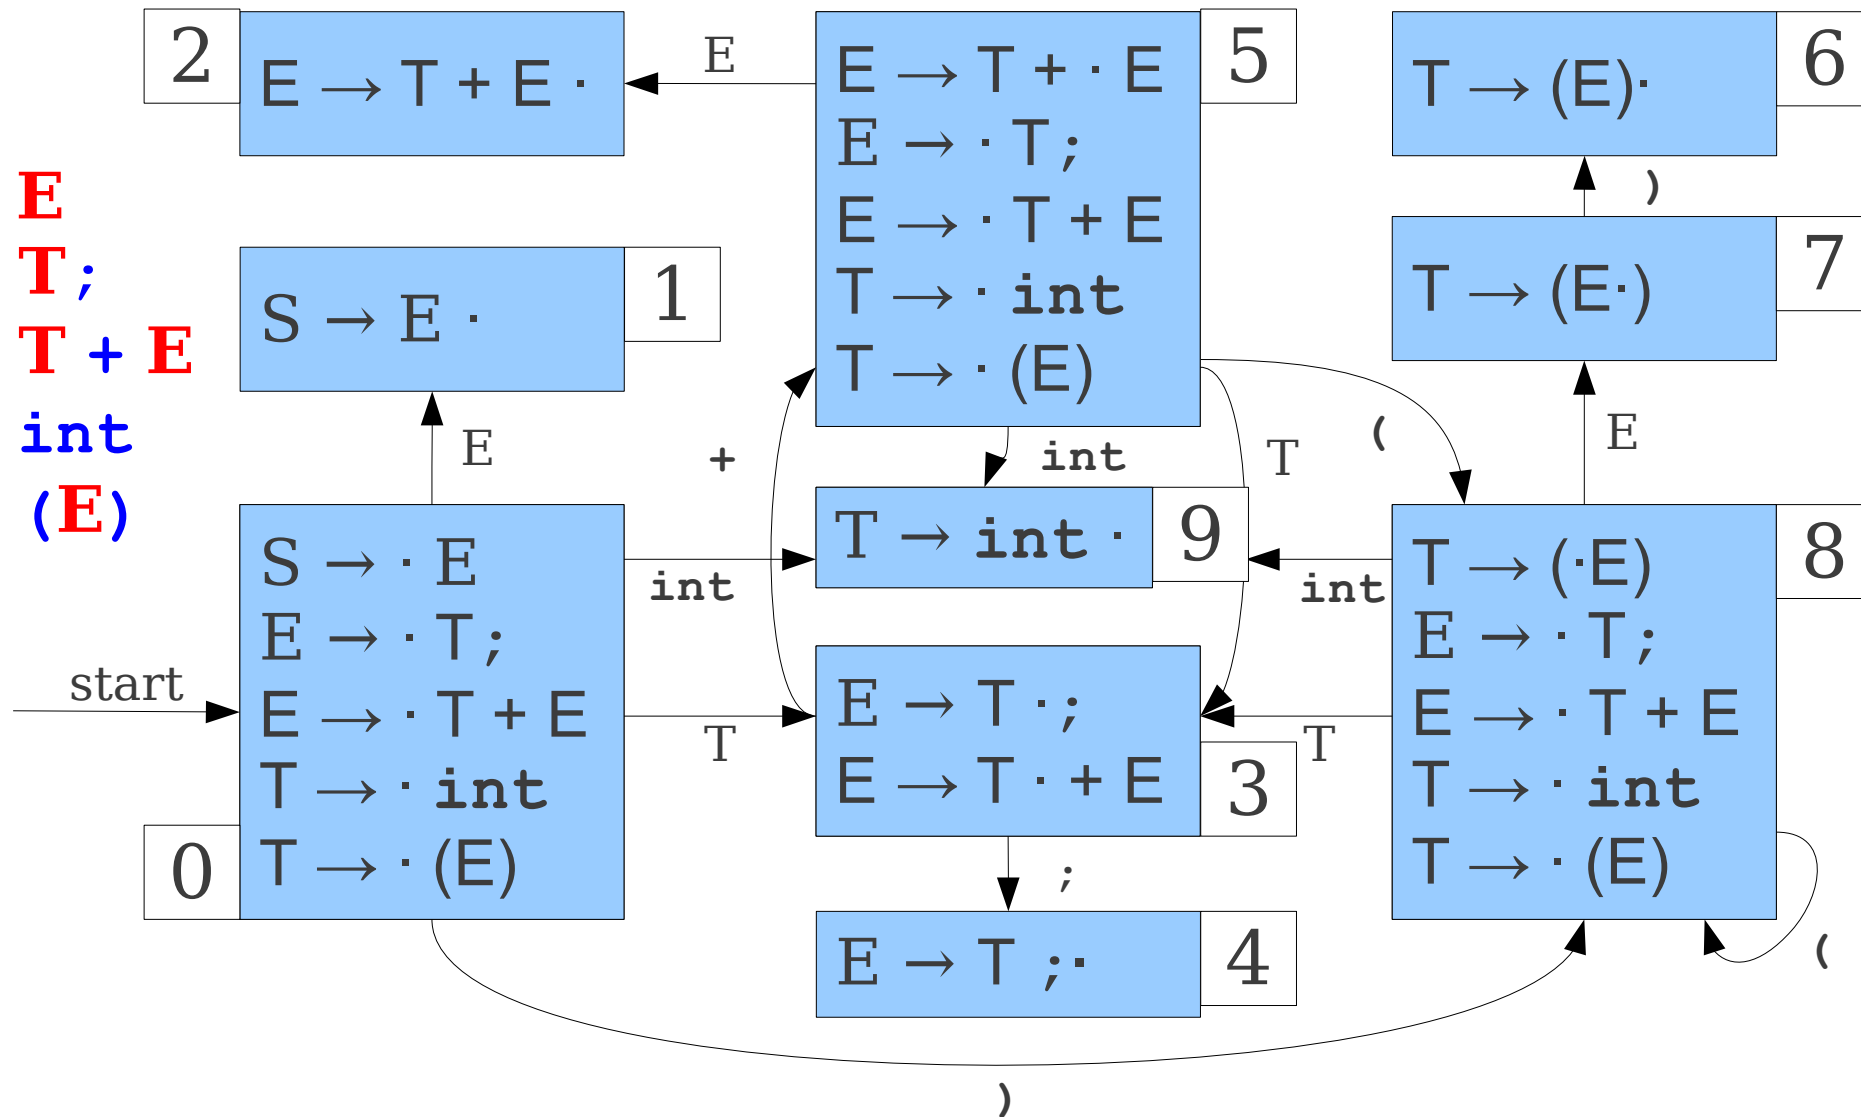 E
T ;
T + E
int
(E)
2
E → T + E ·
E
5
E → T + · E
E → · T ;
E → · T + E
T → · int
T → · (E)
6
T → (E)·
)
7
T → (E·)
1
S → E ·
E
+
int
T
(
E
start
0
S → · E
E → · T ;
E → · T + E
T → · int
T → · (E)
int
T
9
T → int ·
int
T
3
E → T · ;
E → T · + E
;
4
E → T ;·
8
T → (·E)
E → · T ;
E → · T + E
T → · int
T → · (E)
(
)